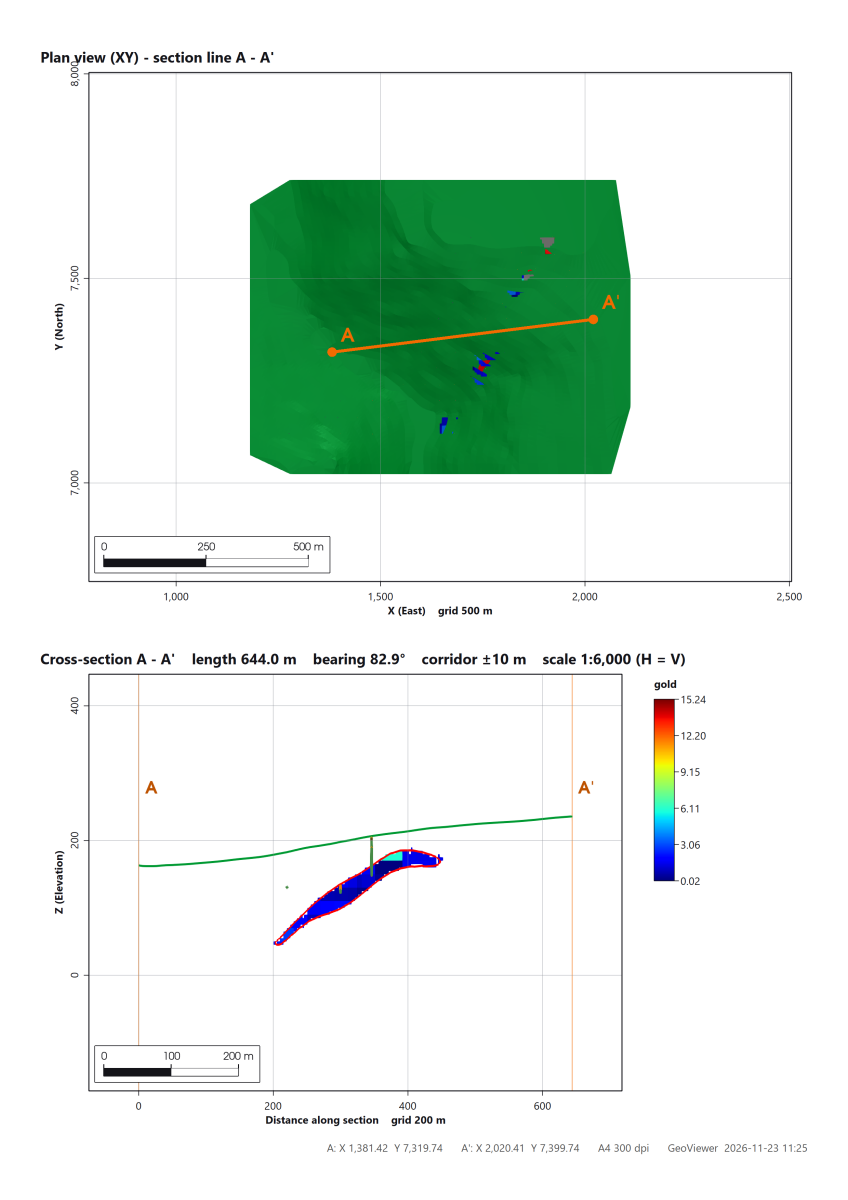 Plan view (XY) - section line A - A'
8,000
7,500
7,000
Y (North)
A
A'
0 250 500 m
1,000 1,500 2,000 2,500
X (East) grid 500 m
Cross-section A - A' length 644.0 m bearing 82.9° corridor ±10 m scale 1:6,000 (H = V)
gold
15.24
12.20
9.15
6.11
3.06
0.02
400
200
0
Z (Elevation)
A
A'
0 100 200 m
0 200 400 600
Distance along section grid 200 m
A: X 1,381.42 Y 7,319.74 A': X 2,020.41 Y 7,399.74 A4 300 dpi GeoViewer 2026-11-23 11:25